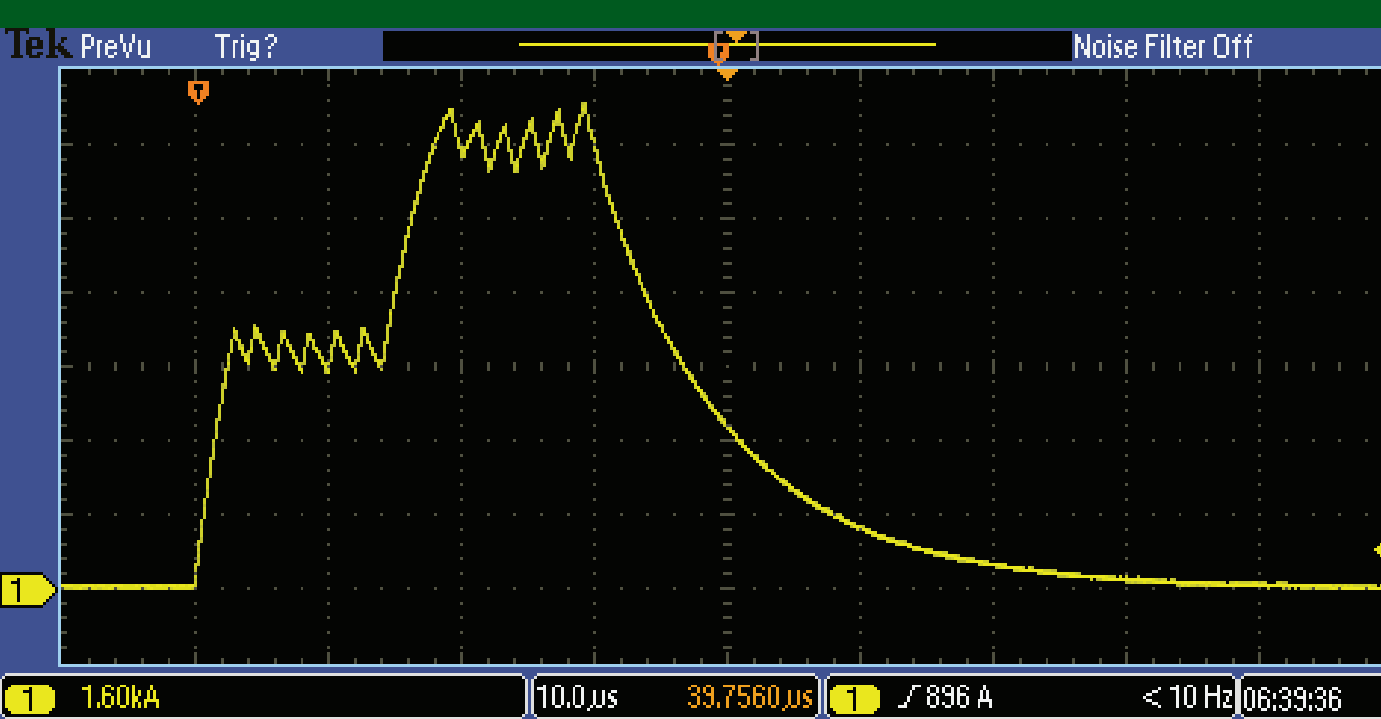 Tek PreVu Trig? Noise Filter Off
T
T
1
1 1.60kA 10.0µs 39.7560µs 1 896 A < 10 Hz 06:39:36